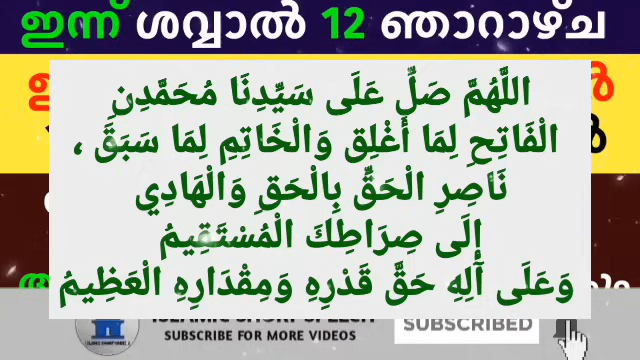 ഇന്ന് ശവ്വാൽ 12 ഞാറാഴ്ച
اللَّهُمَّ صَلِّ عَلَى سَيِّدِنَا مُحَمَّدِنِ
الْفَاتِحِ لِمَا أُغْلِقَ وَالْخَاتِمِ لِمَا سَبَقَ ،
نَاصِرِ الْحَقِّ بِالْحَقِ وَالْهَادِي
إِلَى صِرَاطِكَ الْمُسْتَقِيمُ
وَعَلَى آلِهِ حَقَّ قَدْرِهِ وَمِقْدَارِهِ الْعَظِيمُ
SUBSCRIBE FOR MORE VIDEOS
SUBSCRIBED